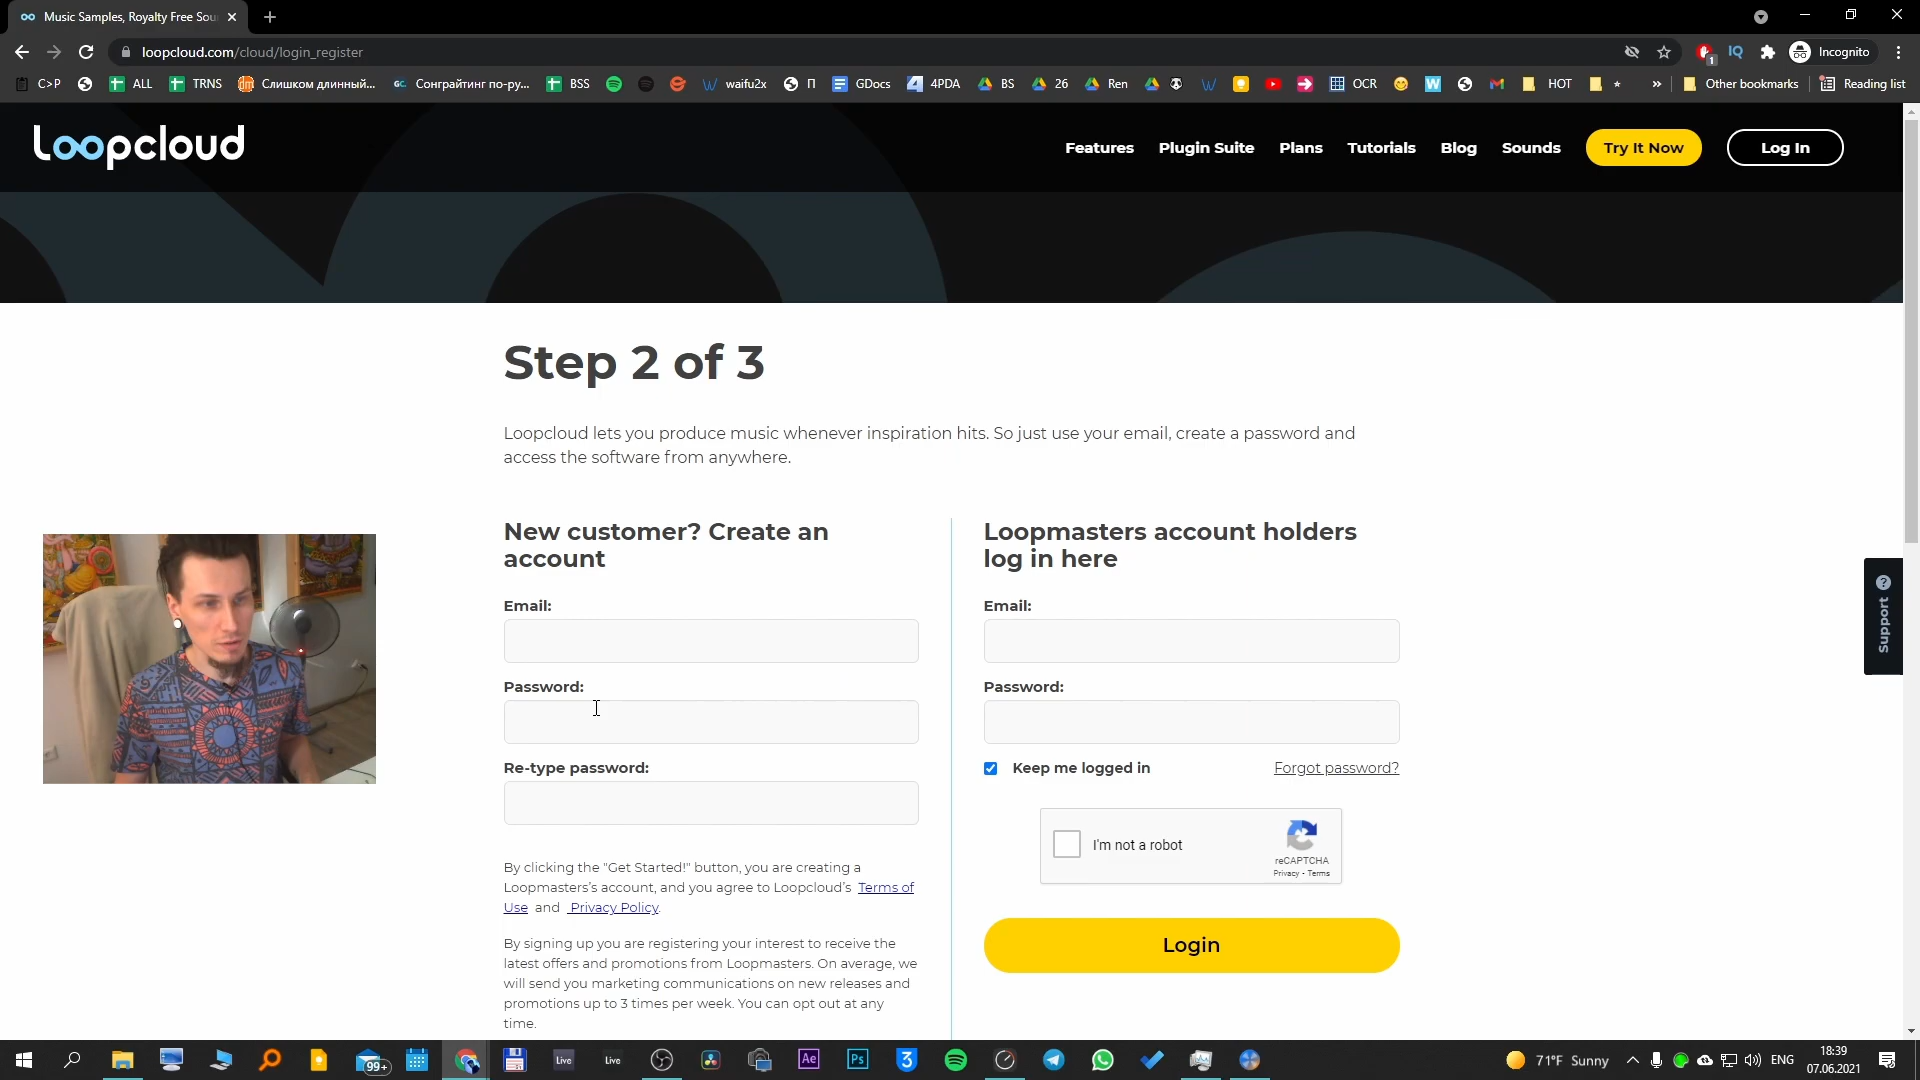 Music Samples, Royalty Free Sou
loopcloud.com/cloud/login_register
1
IQ
Incognito
C>P
ALL
TRNS
Слишком длинный...
Сонграйтинг по-ру...
BSS
waifu2x
П
GDocs
4PDA
BS
26
Ren
OCR
HOT
Other bookmarks
Reading list
Loopcloud
Features
Plugin Suite
Plans
Tutorials
Blog
Sounds
Try It Now
Log In
Step 2 of 3
Loopcloud lets you produce music whenever inspiration hits. So just use your email, create a password and
access the software from anywhere.
New customer? Create an
account
Email:
Password:
Re-type password:
By clicking the "Get Started!" button, you are creating a
Loopmasters's account, and you agree to Loopcloud's Terms of
Use and Privacy Policy.
By signing up you are registering your interest to receive the
latest offers and promotions from Loopmasters. On average, we
will send you marketing communications on new releases and
promotions up to 3 times per week. You can opt out at any
time.
Loopmasters account holders
log in here
Email:
Password:
Keep me logged in
Forgot password?
I'm not a robot
reCAPTCHA
Privacy - Terms
Login
Support
99+
Live
Live
Ae
Ps
3
71°F Sunny
ENG
18:39
07.06.2021